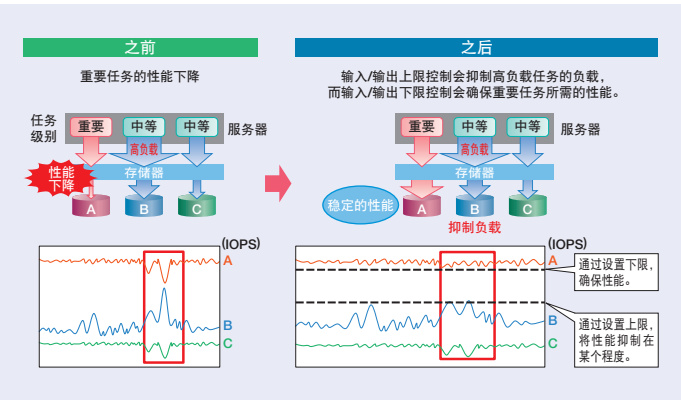 之前
重要任务的性能下降
任务
级别
重要
中等
中等
服务器
高负载
性能
下降
存储器
A
B
C
(IOPS)
A
B
C
之后
输入/输出上限控制会抑制高负载任务的负载，
而输入/输出下限控制会确保重要任务所需的性能。
重要
中等
中等
服务器
高负载
存储器
稳定的性能
A
B
C
抑制负载
(IOPS)
A
B
C
通过设置下限，
确保性能。
通过设置上限，
将性能抑制在
某个程度。